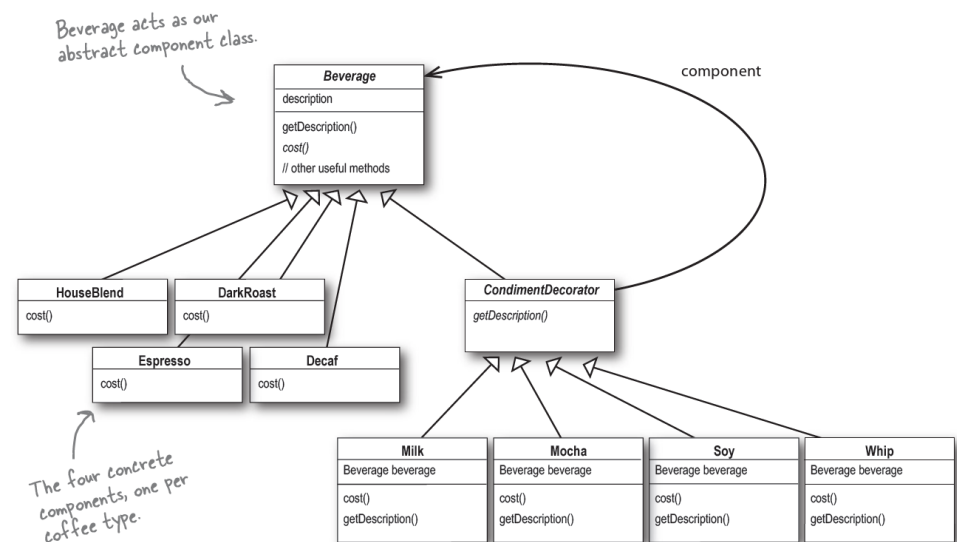 Beverage acts as our
abstract component class.
component
Beverage
description
getDescription()
cost()
// other useful methods
HouseBlend
cost()
DarkRoast
cost()
Espresso
cost()
Decaf
cost()
CondimentDecorator
getDescription()
The four concrete
components, one per
coffee type.
Milk
Beverage beverage
cost()
getDescription()
Mocha
Beverage beverage
cost()
getDescription()
Soy
Beverage beverage
cost()
getDescription()
Whip
Beverage beverage
cost()
getDescription()